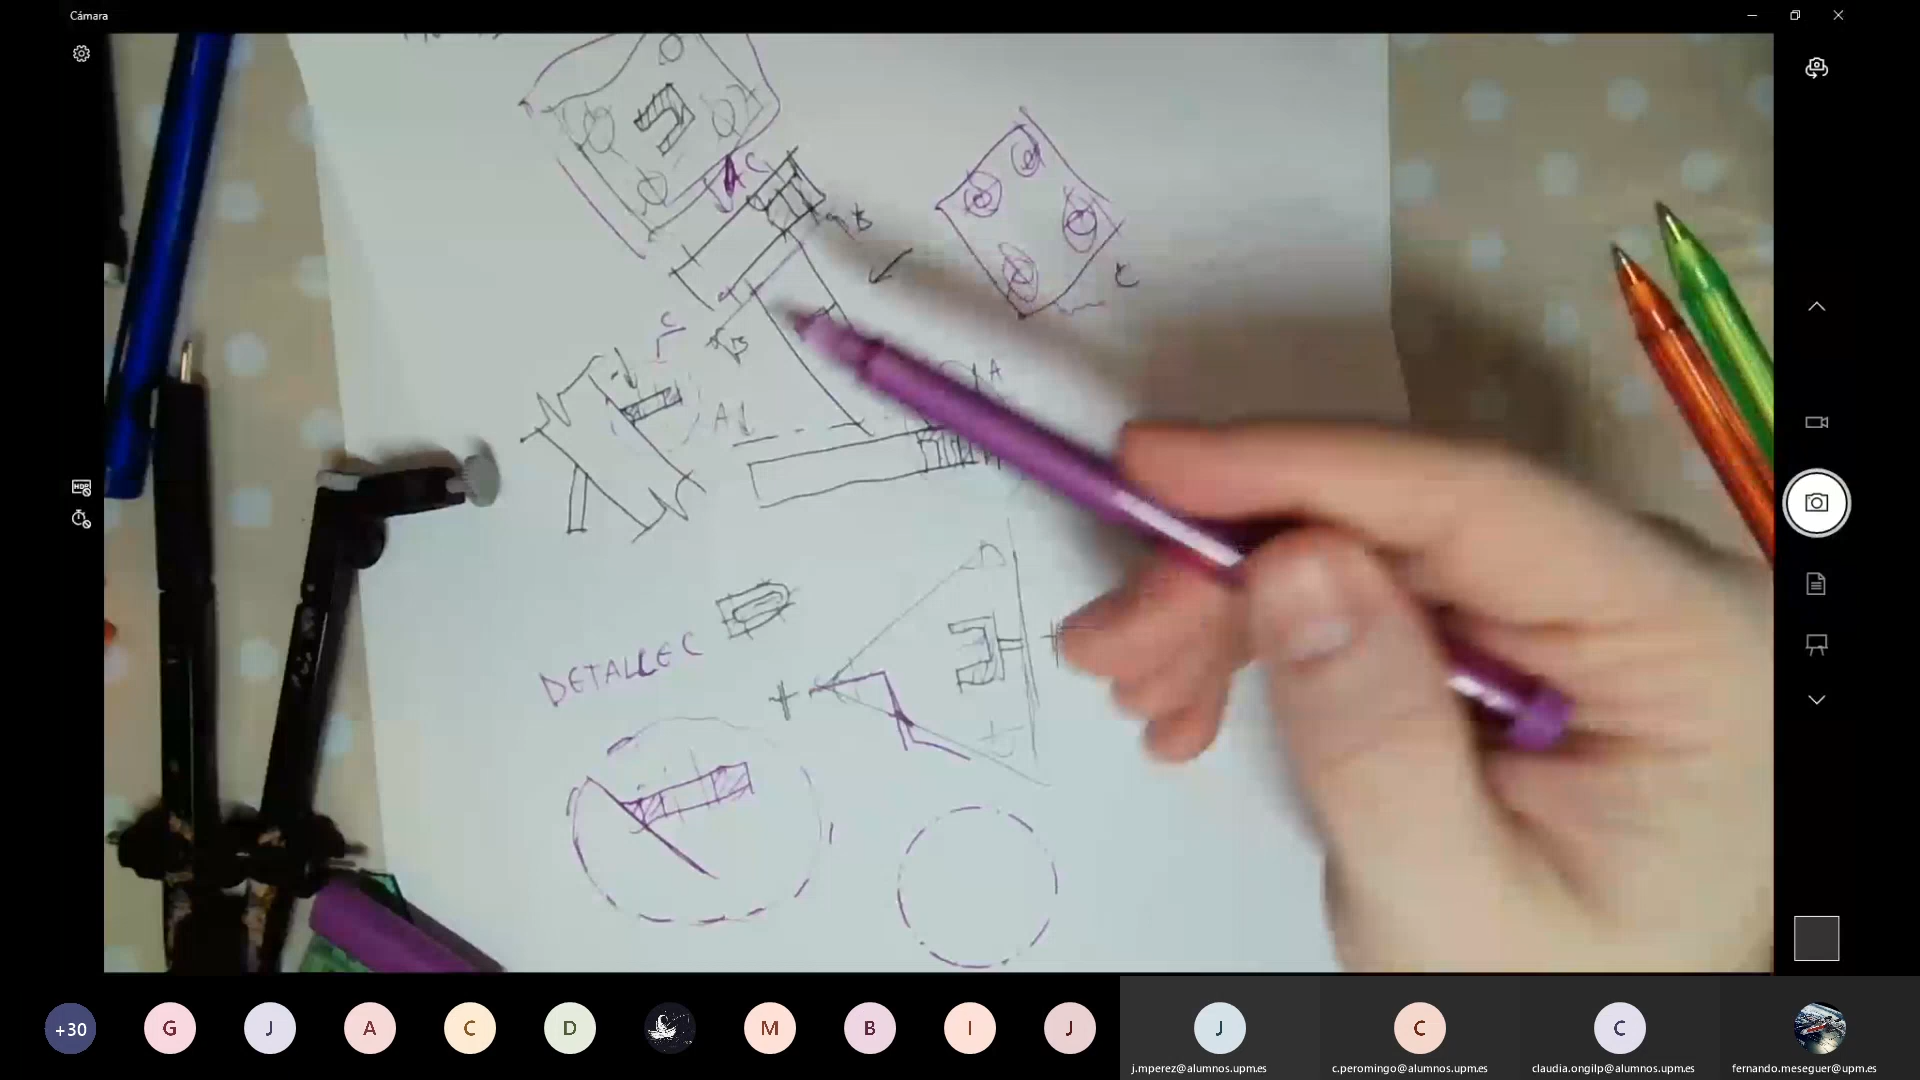 Cámara
C
B
C
C
B
A
A
DETALLE C
+30
G
J
A
C
D
M
B
I
J
J
C
C
j.mperez@alumnos.upm.es
c.peromingo@alumnos.upm.es
claudia.ongilp@alumnos.upm.es
fernando.meseguer@upm.es